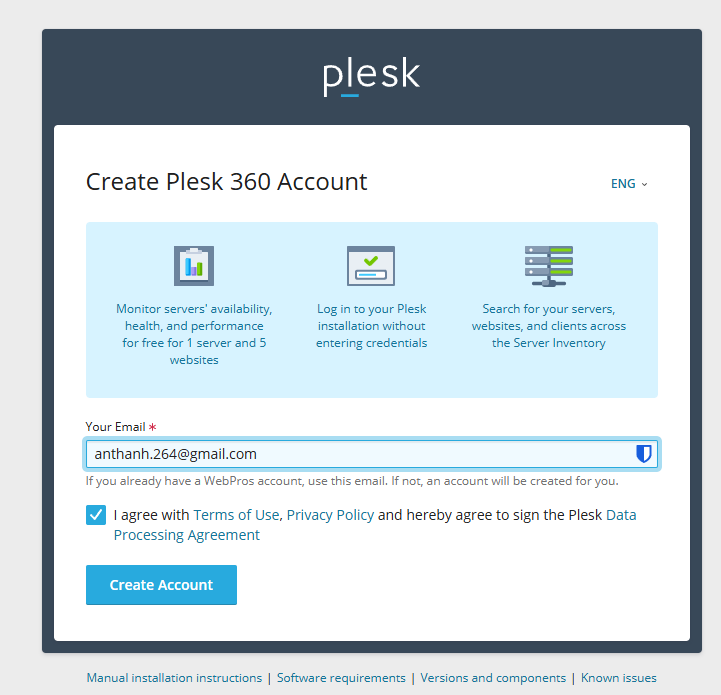 plesk
Create Plesk 360 Account
ENG
Monitor servers' availability,
health, and performance
for free for 1 server and 5
websites
Log in to your Plesk
installation without
entering credentials
Search for your servers,
websites, and clients across
the Server Inventory
Your Email *
anthanh.264@gmail.com
If you already have a WebPros account, use this email. If not, an account will be created for you.
I agree with Terms of Use, Privacy Policy and hereby agree to sign the Plesk Data
Processing Agreement
Create Account
Manual installation instructions | Software requirements | Versions and components | Known issues